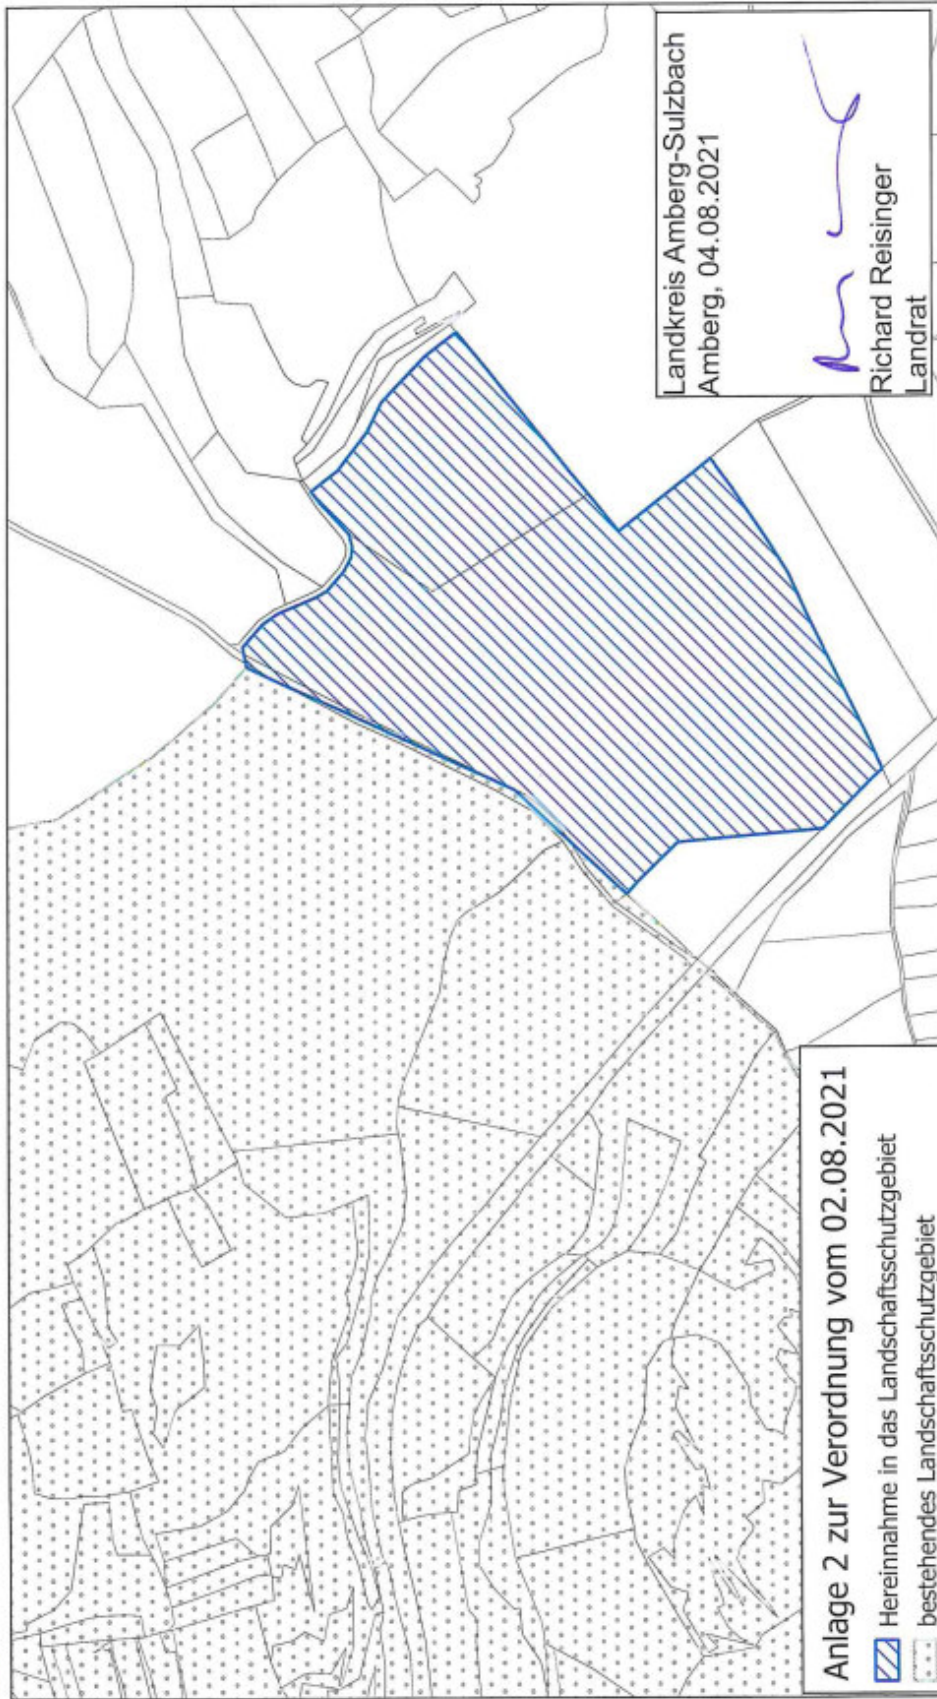 Landkreis Amberg-Sulzbach
Amberg, 04.08.2021
Richard Reisinger
Landrat
Anlage 2 zur Verordnung vom 02.08.2021
Hereinnahme in das Landschaftsschutzgebiet
bestehendes Landschaftsschutzgebiet